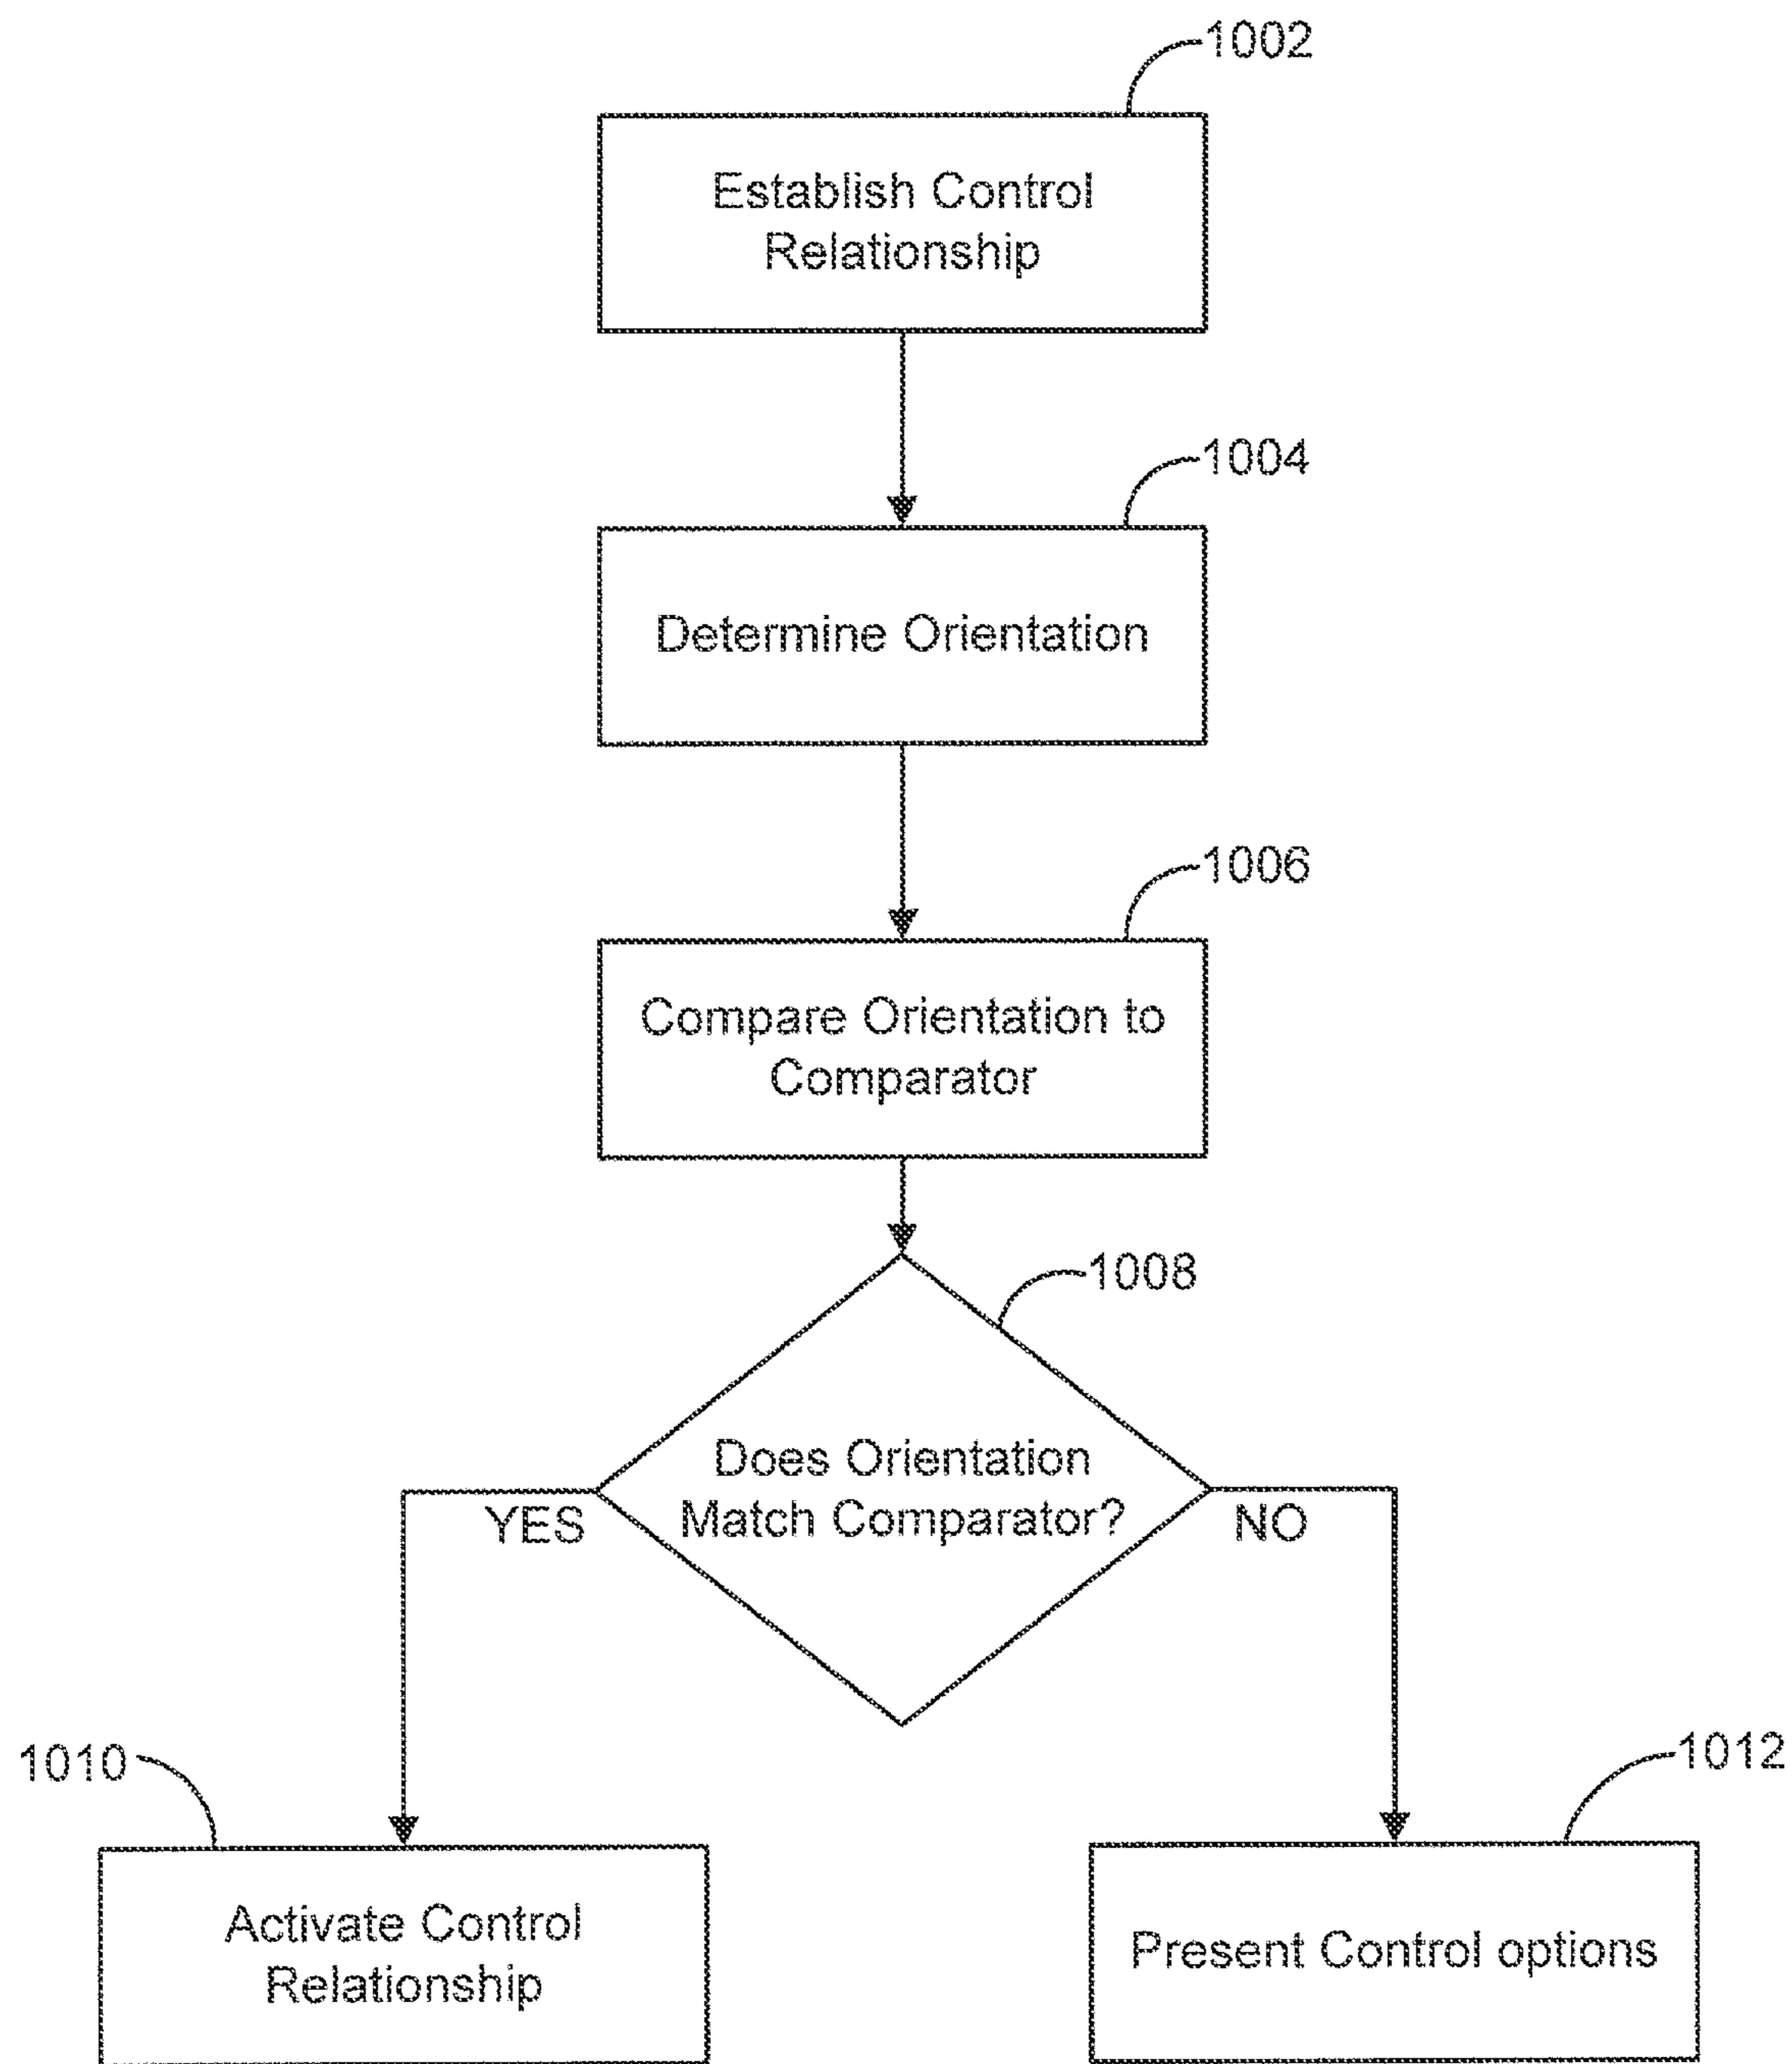 1002
Establish Control
Relationship
1004
Determine Orientation
1006
Compare Orientation to
Comparator
1008
Does Orientation
Match Comparator?
YES
NO
1010
1012
Activate Control
Relationship
Present Control options